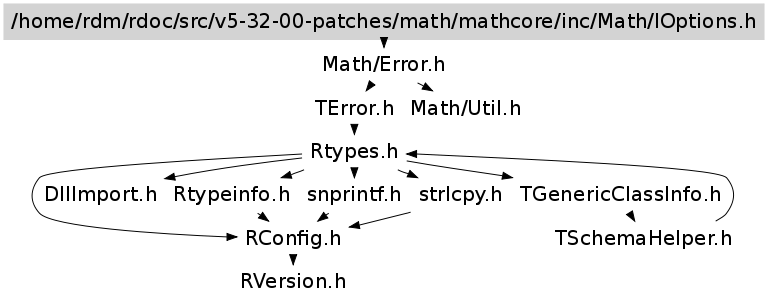 /home/rdm/rdoc/src/v5-32-00-patches/math/mathcore/inc/Math/IOptions.h
Math/Error.h
TError.h Math/Util.h
Rtypes.h
DllImport.h Rtypeinfo.h snprintf.h strlcpy.h TGenericClassInfo.h
RConfig.h TSchemaHelper.h
RVersion.h